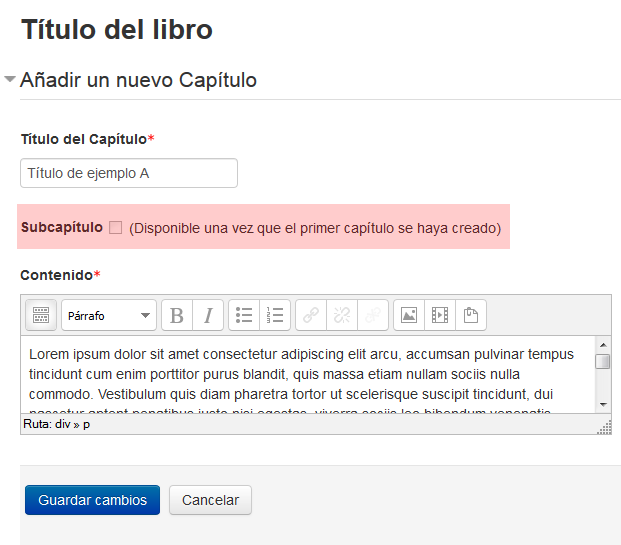 Título del libro
Añadir un nuevo Capítulo
Título del Capítulo*
Título de ejemplo A
Subcapítulo (Disponible una vez que el primer capítulo se haya creado)
Contenido*
Párrafo B I
Lorem ipsum dolor sit amet consectetur adipiscing elit arcu, accumsan pulvinar tempus
tincidunt cum enim porttitor purus blandit, quis massa etiam nullam sociis nulla
commodo. Vestibulum quis diam pharetra tortor ut scelerisque suscipit tincidunt, dui
Ruta: div » p
Guardar cambios Cancelar